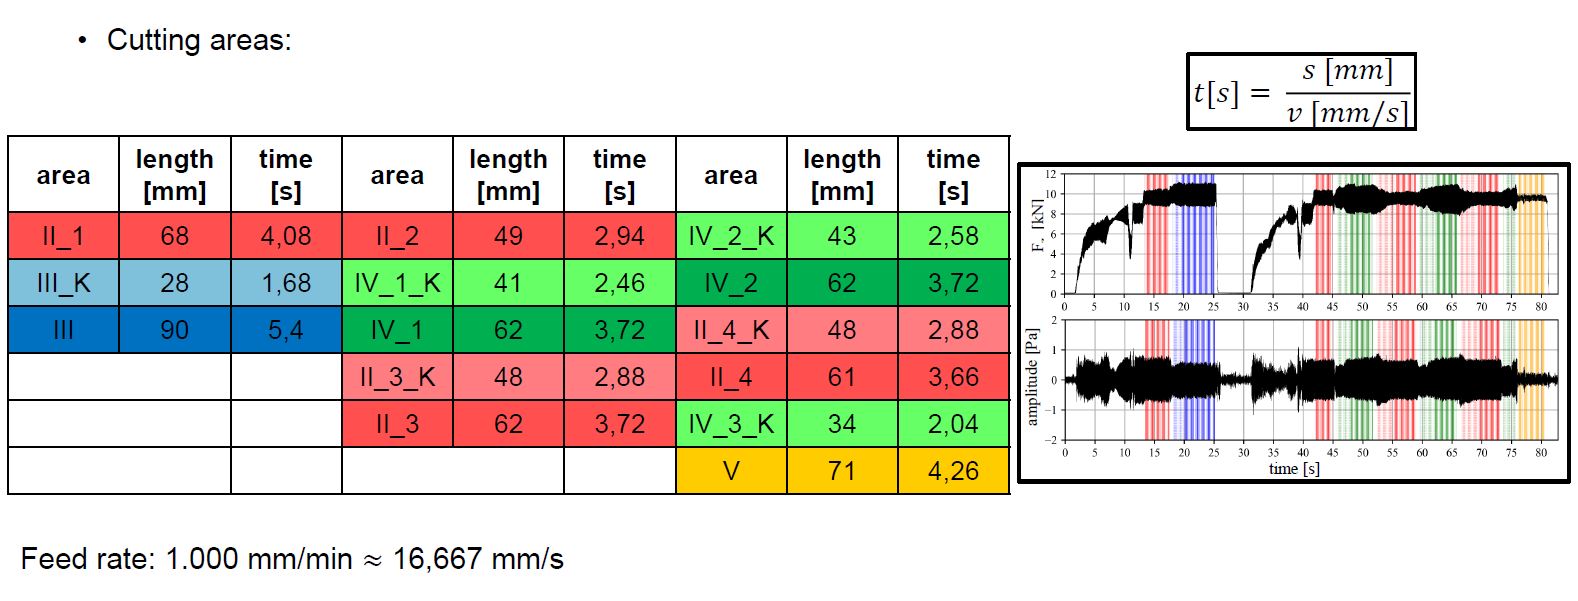 • Cutting areas:
t[s] = s [mm] / v [mm/s]
area length [mm] time [s] area length [mm] time [s] area length [mm] time [s]
II_1 68 4,08 II_2 49 2,94 IV_2_K 43 2,58
III_K 28 1,68 IV_1_K 41 2,46 IV_2 62 3,72
III 90 5,4 IV_1 62 3,72 II_4_K 48 2,88
II_3_K 48 2,88 II_4 61 3,66
II_3 62 3,72 IV_3_K 34 2,04
V 71 4,26
12
10
8
6
4
2
0
[kN]
0 5 10 15 20 25 30 35 40 45 50 55 60 65 70 75 80
2
1
0
−1
−2
amplitude [Pa]
0 5 10 15 20 25 30 35 40 45 50 55 60 65 70 75 80
time [s]
Feed rate: 1.000 mm/min ≈ 16,667 mm/s